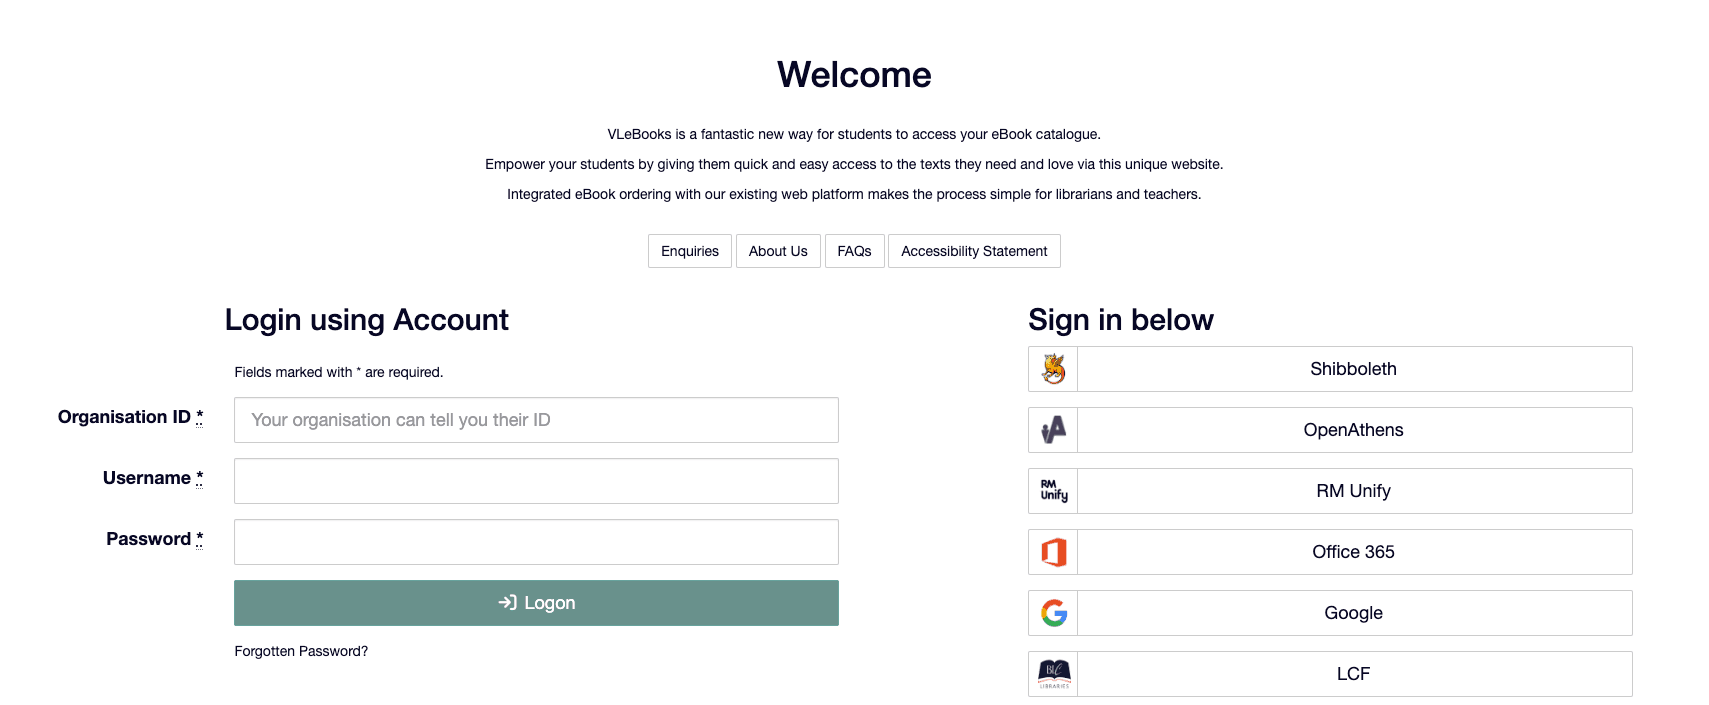 Welcome
VLeBooks is a fantastic new way for students to access your eBook catalogue.
Empower your students by giving them quick and easy access to the texts they need and love via this unique website.
Integrated eBook ordering with our existing web platform makes the process simple for librarians and teachers.
Enquiries
About Us
FAQs
Accessibility Statement
Login using Account
Fields marked with * are required.
Organisation ID *
Your organisation can tell you their ID
Username *
Password *
Logon
Forgotten Password?
Sign in below
Shibboleth
OpenAthens
RM
Unify
RM Unify
Office 365
Google
LIBRARIES
LCF